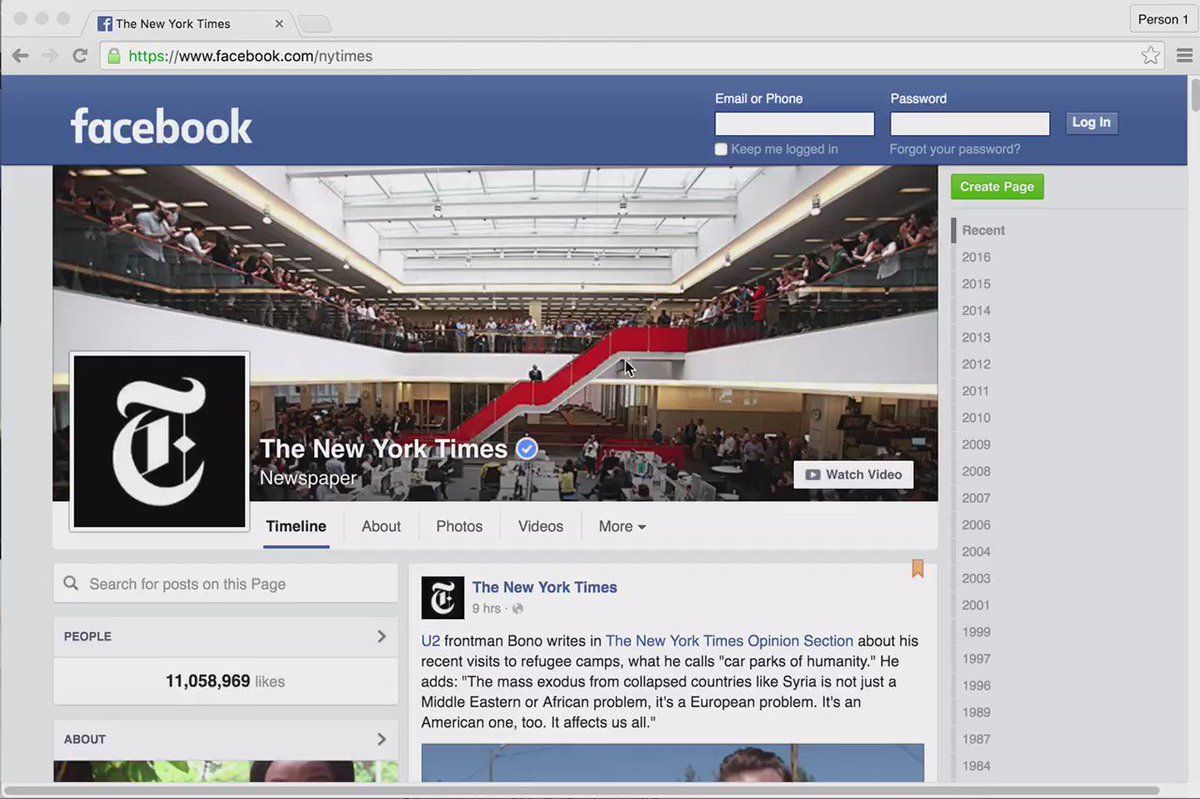 The New York Times
Person 1
https://www.facebook.com/nytimes
facebook
Email or Phone
Password
Log In
Keep me logged in
Forgot your password?
Create Page
Recent
2016
2015
2014
2013
2012
2011
2010
2009
2008
2007
2006
2004
2003
2001
1999
1997
1996
1989
1987
1984
The New York Times
Newspaper
Watch Video
Timeline
About
Photos
Videos
More
Search for posts on this Page
PEOPLE
11,058,969 likes
ABOUT
The New York Times
9 hrs ·
U2 frontman Bono writes in The New York Times Opinion Section about his
recent visits to refugee camps, what he calls "car parks of humanity." He
adds: "The mass exodus from collapsed countries like Syria is not just a
Middle Eastern or African problem, it's a European problem. It's an
American one, too. It affects us all."